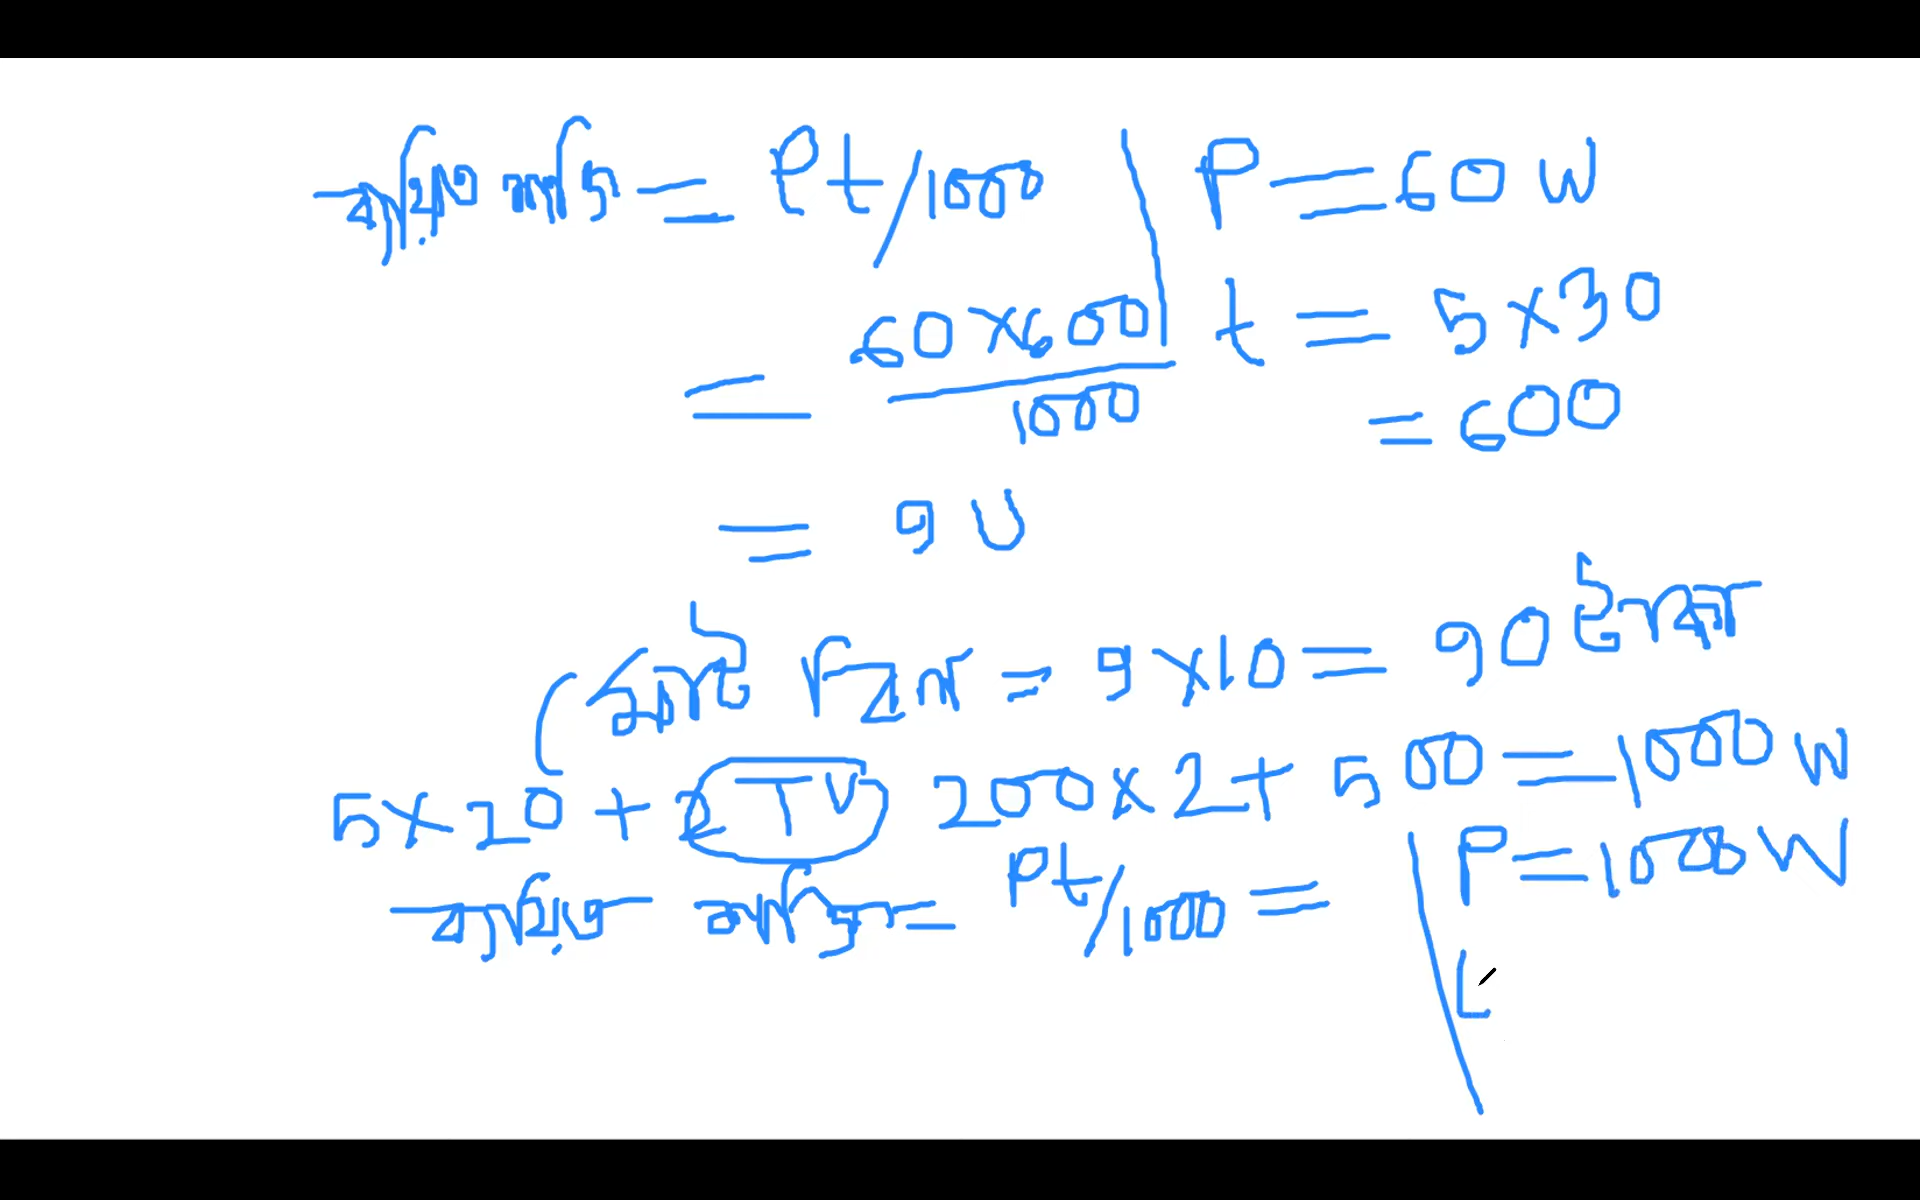 ব্যয়িত শক্তি = Pt/1000 | P = 60 W
= 60×600/1000 t = 5×30
= 600
= 9 U
মোট বিল = 9×10 = 90 টাকা
5×20 + 2 TV 200×2+500 = 1000 W
ব্যয়িত শক্তি = Pt/1000 = | P = 1000 W
t